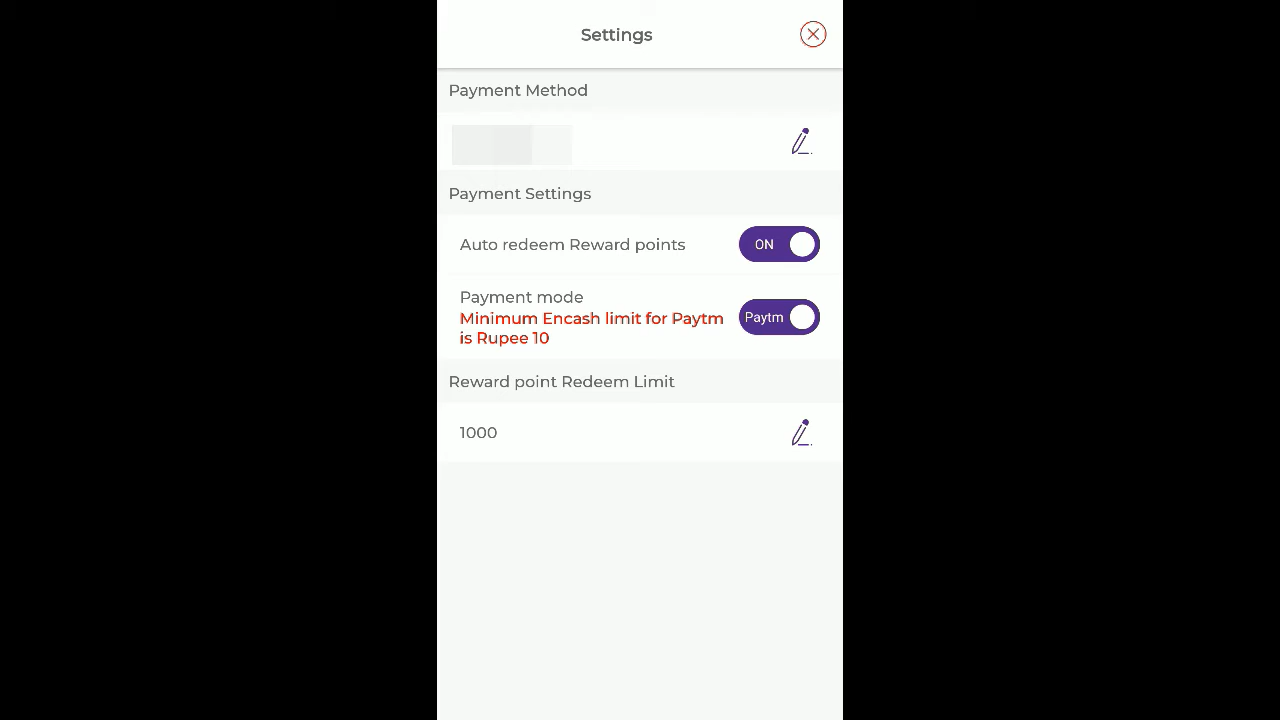 Settings
Payment Method
Payment Settings
Auto redeem Reward points
ON
Payment mode
Minimum Encash limit for Paytm
is Rupee 10
Paytm
Reward point Redeem Limit
1000